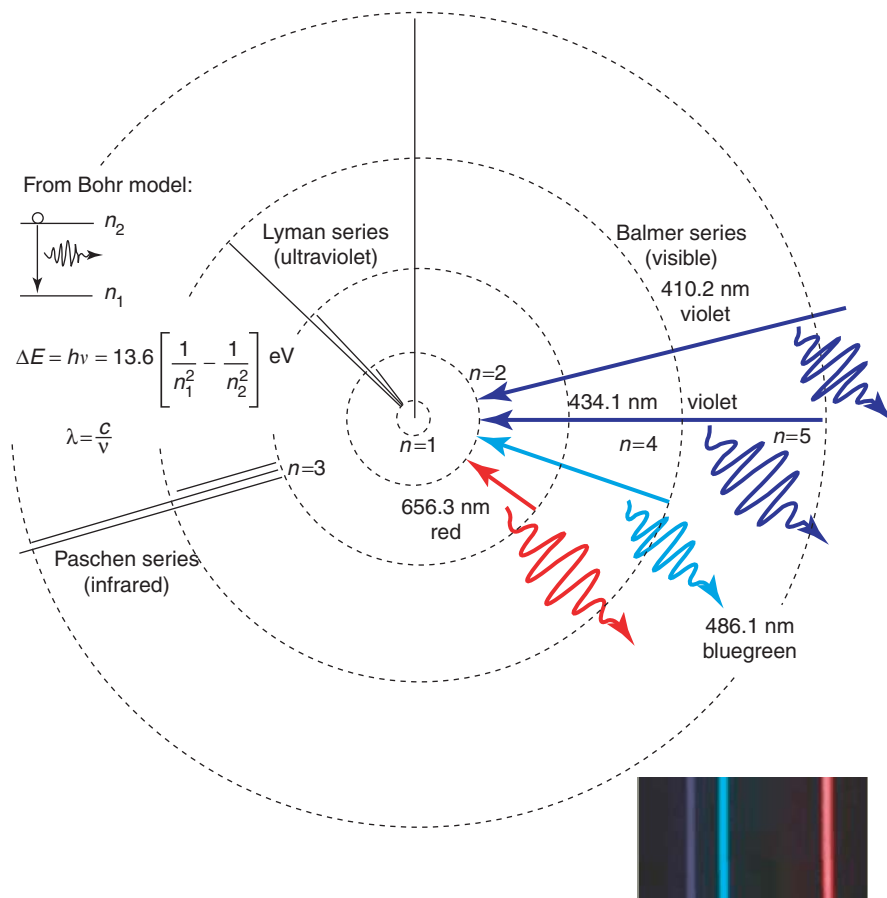 From Bohr model:
n₂
n₁
Lyman series
(ultraviolet)
Balmer series
(visible)
410.2 nm
violet
ΔE = hν = 13.6 [1/n₁² − 1/n₂²] eV
λ = c/ν
n=2
434.1 nm violet
n=1
n=4
n=5
n=3
656.3 nm
red
Paschen series
(infrared)
486.1 nm
bluegreen